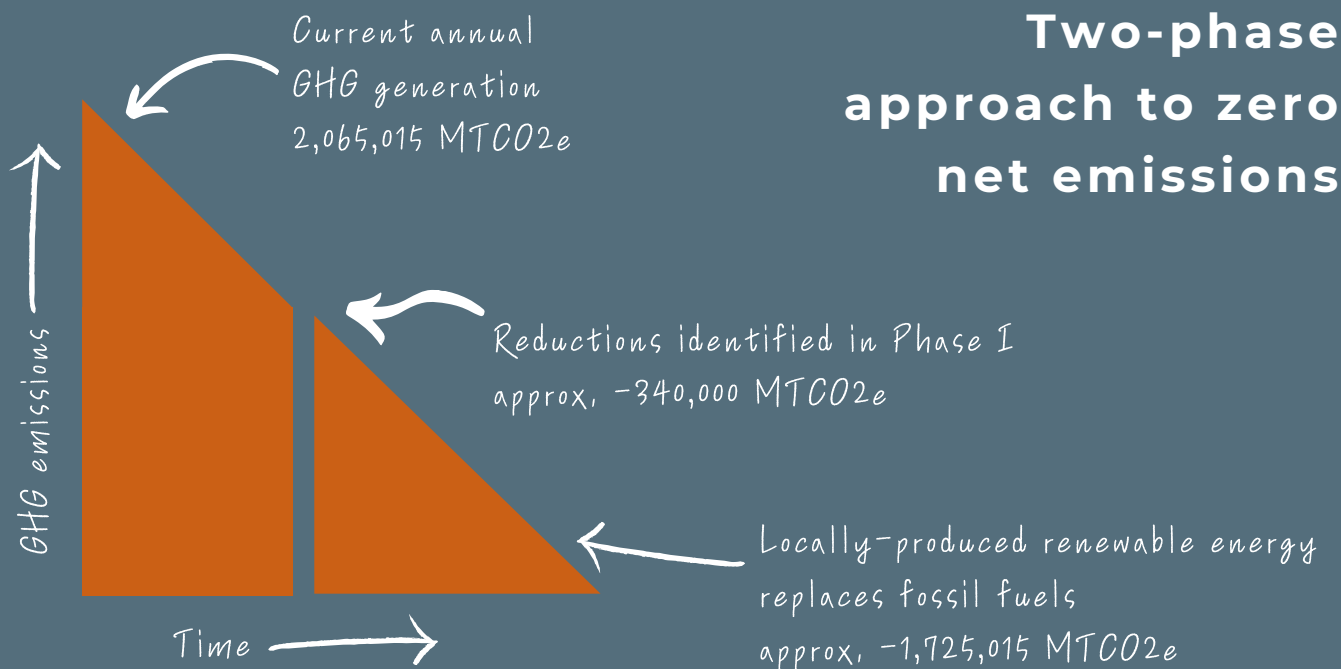 Two-phase
approach to zero
net emissions
Current annual
GHG generation
2,065,015 MTCO2e
Reductions identified in Phase I
approx. -340,000 MTCO2e
Locally-produced renewable energy
replaces fossil fuels
approx. -1,725,015 MTCO2e
GHG emissions
Time